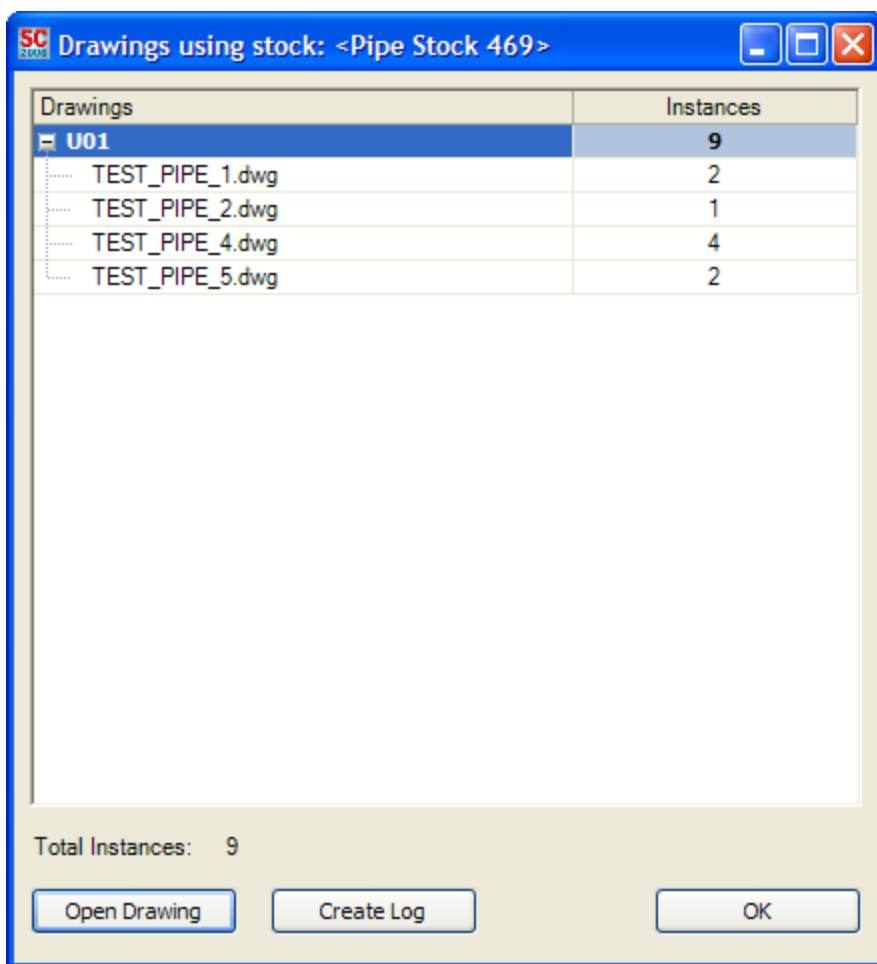 SC 2008 Drawings using stock: <Pipe Stock 469>
Drawings Instances
U01 9
TEST_PIPE_1.dwg 2
TEST_PIPE_2.dwg 1
TEST_PIPE_4.dwg 4
TEST_PIPE_5.dwg 2
Total Instances: 9
Open Drawing Create Log OK